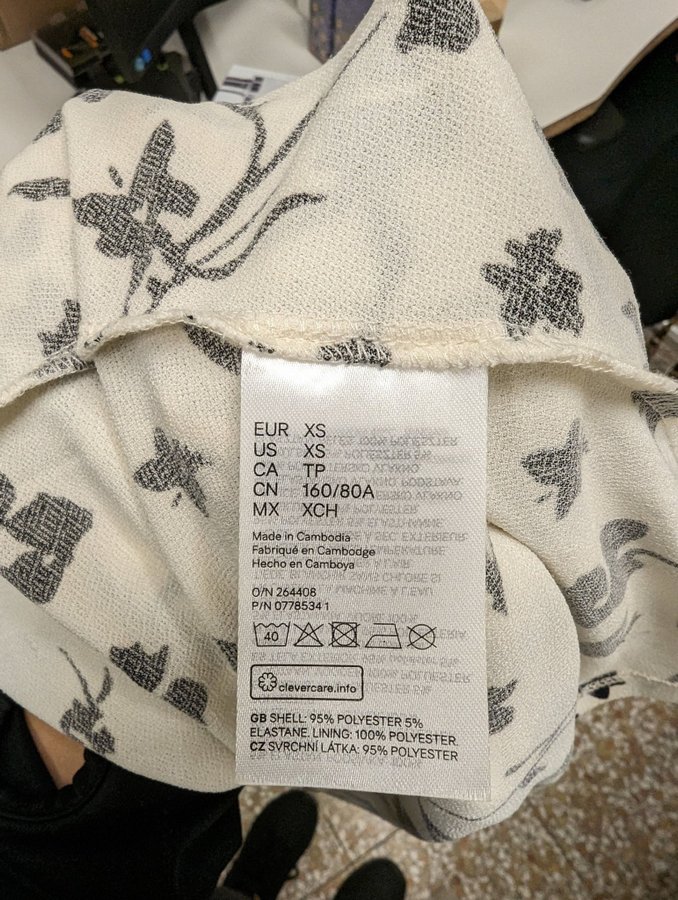 EUR XS
US XS
CA TP
CN 160/80A
MX XCH
Made in Cambodia
Fabriqué en Cambodge
Hecho en Camboya
O/N 264408
P/N 0778534 1
40
clevercare.info
GB SHELL: 95% POLYESTER 5%
ELASTANE. LINING: 100% POLYESTER.
CZ SVRCHNÍ LÁTKA: 95% POLYESTER